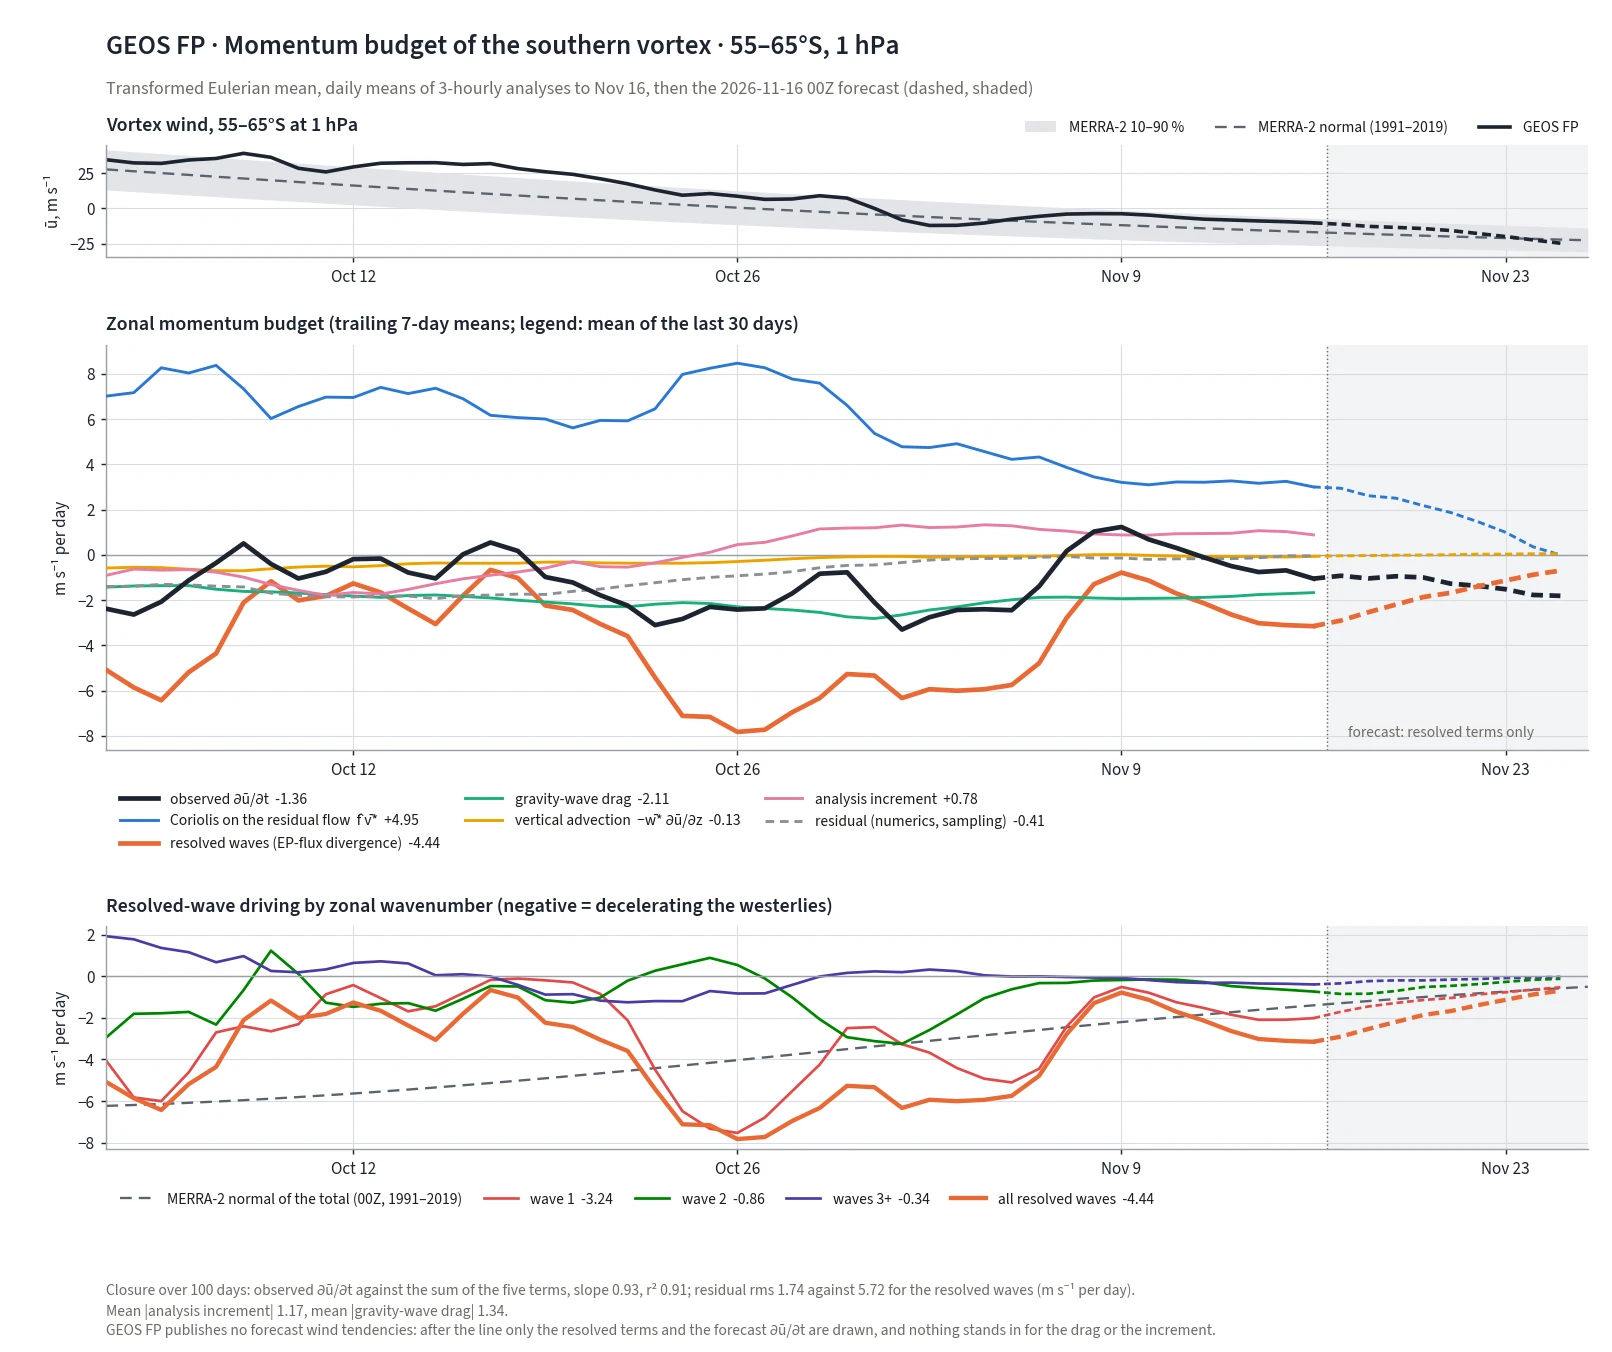 GEOS FP · Momentum budget of the southern vortex · 55–65°S, 1 hPa
Transformed Eulerian mean, daily means of 3-hourly analyses to Nov 16, then the 2026-11-16 00Z forecast (dashed, shaded)
Vortex wind, 55–65°S at 1 hPa
MERRA-2 10–90 %
MERRA-2 normal (1991–2019)
GEOS FP
ū, m s⁻¹
25
0
−25
Oct 12
Oct 26
Nov 9
Nov 23
Zonal momentum budget (trailing 7-day means; legend: mean of the last 30 days)
m s⁻¹ per day
8
6
4
2
0
−2
−4
−6
−8
forecast: resolved terms only
Oct 12
Oct 26
Nov 9
Nov 23
observed ∂ū/∂t -1.36
Coriolis on the residual flow f v̄* +4.95
resolved waves (EP-flux divergence) -4.44
gravity-wave drag -2.11
vertical advection −w̄* ∂ū/∂z -0.13
analysis increment +0.78
residual (numerics, sampling) -0.41
Resolved-wave driving by zonal wavenumber (negative = decelerating the westerlies)
m s⁻¹ per day
2
0
−2
−4
−6
−8
Oct 12
Oct 26
Nov 9
Nov 23
MERRA-2 normal of the total (00Z, 1991–2019)
wave 1 -3.24
wave 2 -0.86
waves 3+ -0.34
all resolved waves -4.44
Closure over 100 days: observed ∂ū/∂t against the sum of the five terms, slope 0.93, r² 0.91; residual rms 1.74 against 5.72 for the resolved waves (m s⁻¹ per day).
Mean |analysis increment| 1.17, mean |gravity-wave drag| 1.34.
GEOS FP publishes no forecast wind tendencies: after the line only the resolved terms and the forecast ∂ū/∂t are drawn, and nothing stands in for the drag or the increment.